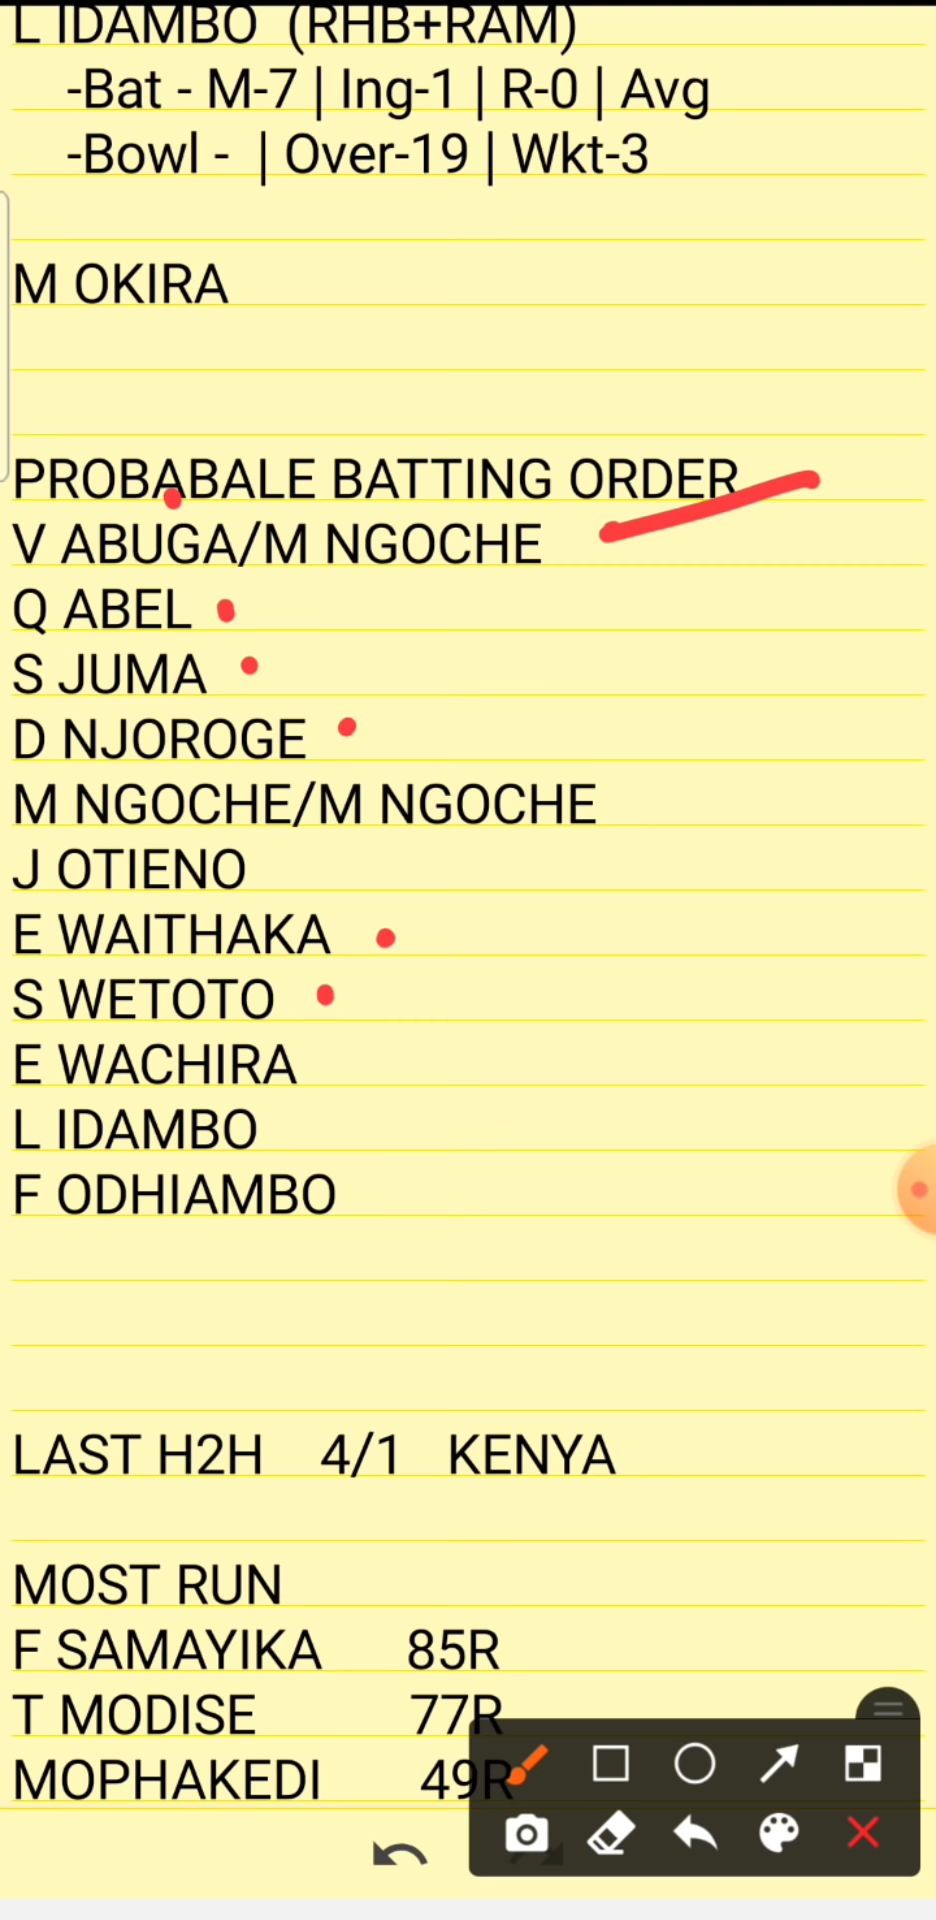 L IDAMBO (RHB+RAM)
-Bat - M-7 | Ing-1 | R-0 | Avg
-Bowl - | Over-19 | Wkt-3
M OKIRA
PROBABALE BATTING ORDER
V ABUGA/M NGOCHE
Q ABEL
S JUMA
D NJOROGE
M NGOCHE/M NGOCHE
J OTIENO
E WAITHAKA
S WETOTO
E WACHIRA
L IDAMBO
F ODHIAMBO
LAST H2H 4/1 KENYA
MOST RUN
F SAMAYIKA 85R
T MODISE 77R
MOPHAKEDI 49R